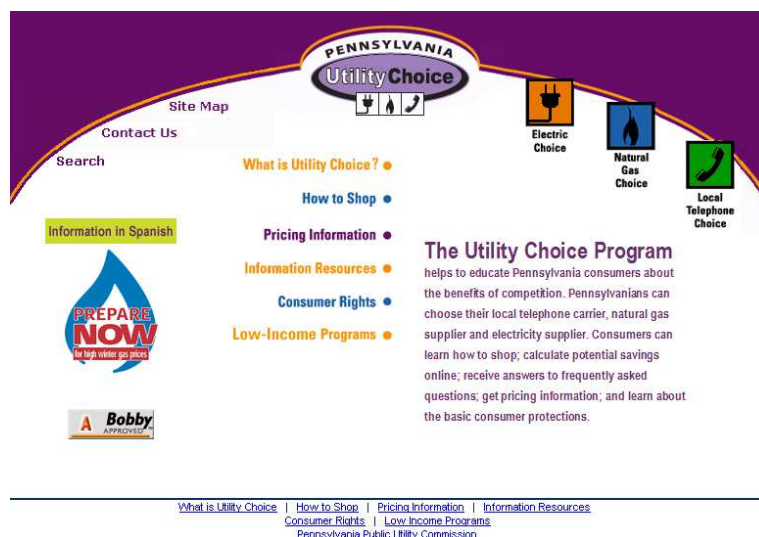 PENNSYLVANIA
UtilityChoice
Site Map
Contact Us
Search
Electric
Choice
Natural
Gas
Choice
Local
Telephone
Choice
What is Utility Choice?
How to Shop
Pricing Information
Information Resources
Consumer Rights
Low-Income Programs
Information in Spanish
PREPARE
NOW
for high winter gas prices
A Bobby
APPROVED
The Utility Choice Program
helps to educate Pennsylvania consumers about
the benefits of competition. Pennsylvanians can
choose their local telephone carrier, natural gas
supplier and electricity supplier. Consumers can
learn how to shop; calculate potential savings
online; receive answers to frequently asked
questions; get pricing information; and learn about
the basic consumer protections.
What is Utility Choice | How to Shop | Pricing Information | Information Resources
Consumer Rights | Low Income Programs
Pennsylvania Public Utility Commission